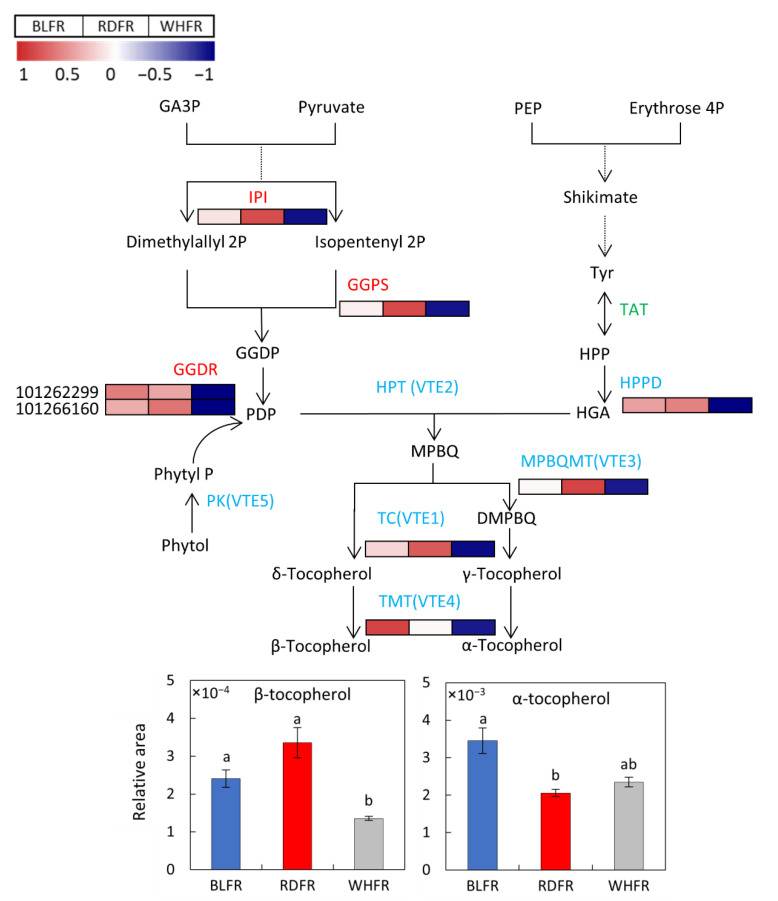 BLFR RDFR WHFR
1 0.5 0 −0.5 −1
GA3P Pyruvate PEP Erythrose 4P
IPI
Shikimate
Dimethylallyl 2P Isopentenyl 2P
Tyr
GGPS
TAT
GGDP
HPP
GGDR
HPT (VTE2)
HPPD
101262299
101266160
PDP
HGA
MPBQ
Phytyl P
MPBQMT(VTE3)
PK(VTE5)
TC(VTE1)
DMPBQ
Phytol
δ-Tocopherol γ-Tocopherol
TMT(VTE4)
β-Tocopherol α-Tocopherol
5
×10−4
β-tocopherol
4
3
2
1
0
Relative area
a
a
b
BLFR RDFR WHFR
5
×10−3
α-tocopherol
4
3
2
1
0
a
b
ab
BLFR RDFR WHFR